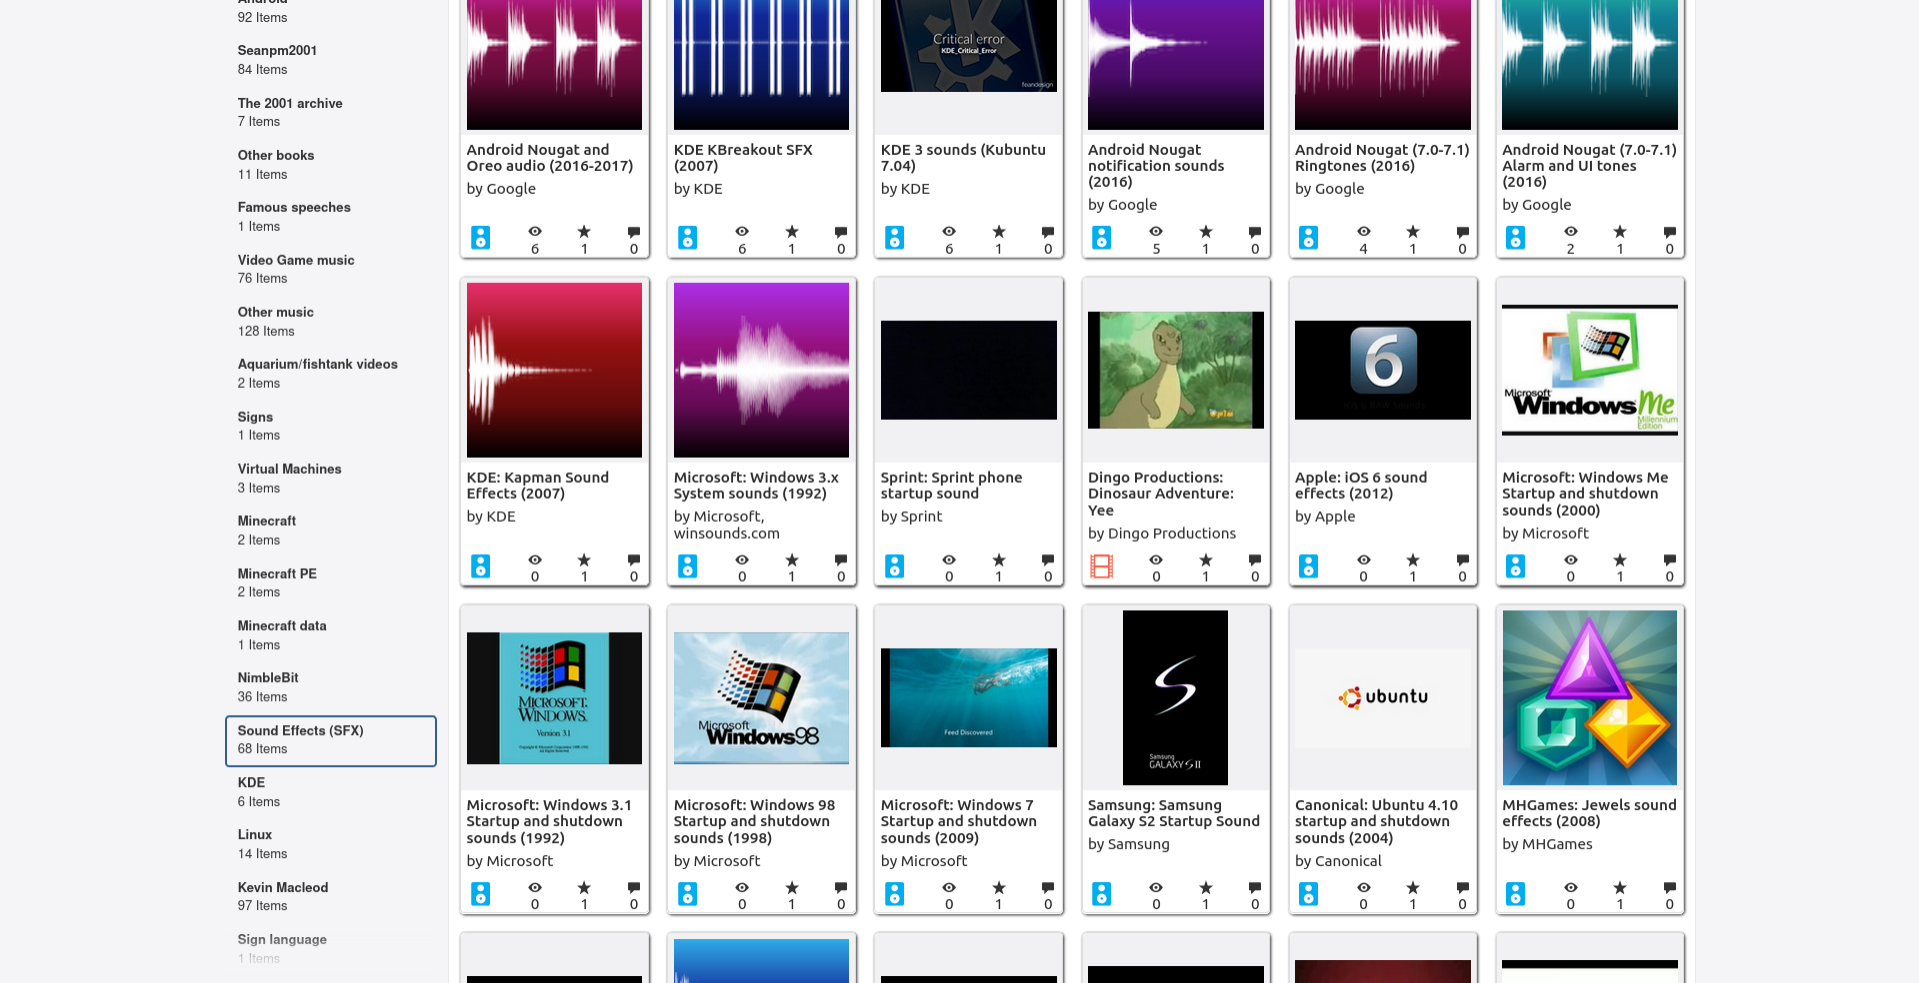 Android
92 Items
Seanpm2001
84 Items
The 2001 archive
7 Items
Other books
11 Items
Famous speeches
1 Items
Video Game music
76 Items
Other music
128 Items
Aquarium/fishtank videos
2 Items
Signs
1 Items
Virtual Machines
3 Items
Minecraft
2 Items
Minecraft PE
2 Items
Minecraft data
1 Items
NimbleBit
36 Items
Sound Effects (SFX)
68 Items
KDE
6 Items
Linux
14 Items
Kevin Macleod
97 Items
Sign language
1 Items
Android Nougat and
Oreo audio (2016-2017)
by Google
6 1 0
KDE KBreakout SFX
(2007)
by KDE
6 1 0
Critical error
KDE_Critical_Error
feandesign
KDE 3 sounds (Kubuntu
7.04)
by KDE
6 1 0
Android Nougat
notification sounds
(2016)
by Google
5 1 0
Android Nougat (7.0-7.1)
Ringtones (2016)
by Google
4 1 0
Android Nougat (7.0-7.1)
Alarm and UI tones
(2016)
by Google
2 1 0
KDE: Kapman Sound
Effects (2007)
by KDE
0 1 0
Microsoft: Windows 3.x
System sounds (1992)
by Microsoft,
winsounds.com
0 1 0
Sprint: Sprint phone
startup sound
by Sprint
0 1 0
Dingo Productions:
Dinosaur Adventure:
Yee
by Dingo Productions
0 1 0
6
iOS 6 RAW Sounds
Apple: iOS 6 sound
effects (2012)
by Apple
0 1 0
Microsoft
Windows Me
Millennium
Edition
Microsoft: Windows Me
Startup and shutdown
sounds (2000)
by Microsoft
0 1 0
MICROSOFT.
WINDOWS.
Version 3.1
Microsoft: Windows 3.1
Startup and shutdown
sounds (1992)
by Microsoft
0 1 0
Microsoft
Windows98
Microsoft: Windows 98
Startup and shutdown
sounds (1998)
by Microsoft
0 1 0
Feed Discovered
Microsoft: Windows 7
Startup and shutdown
sounds (2009)
by Microsoft
0 1 0
S
Samsung
GALAXY S II
Samsung: Samsung
Galaxy S2 Startup Sound
by Samsung
0 1 0
ubuntu
Canonical: Ubuntu 4.10
startup and shutdown
sounds (2004)
by Canonical
0 1 0
MHGames: Jewels sound
effects (2008)
by MHGames
0 1 0